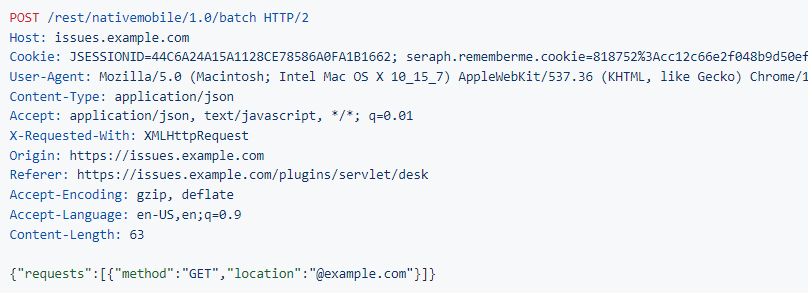 POST /rest/nativemobile/1.0/batch HTTP/2
Host: issues.example.com
Cookie: JSESSIONID=44C6A24A15A1128CE78586A0FA1B1662; seraph.rememberme.cookie=818752%3Acc12c66e2f048b9d50ef
User-Agent: Mozilla/5.0 (Macintosh; Intel Mac OS X 10_15_7) AppleWebKit/537.36 (KHTML, like Gecko) Chrome/1
Content-Type: application/json
Accept: application/json, text/javascript, */*; q=0.01
X-Requested-With: XMLHttpRequest
Origin: https://issues.example.com
Referer: https://issues.example.com/plugins/servlet/desk
Accept-Encoding: gzip, deflate
Accept-Language: en-US,en;q=0.9
Content-Length: 63
{"requests":[{"method":"GET","location":"@example.com"}]}